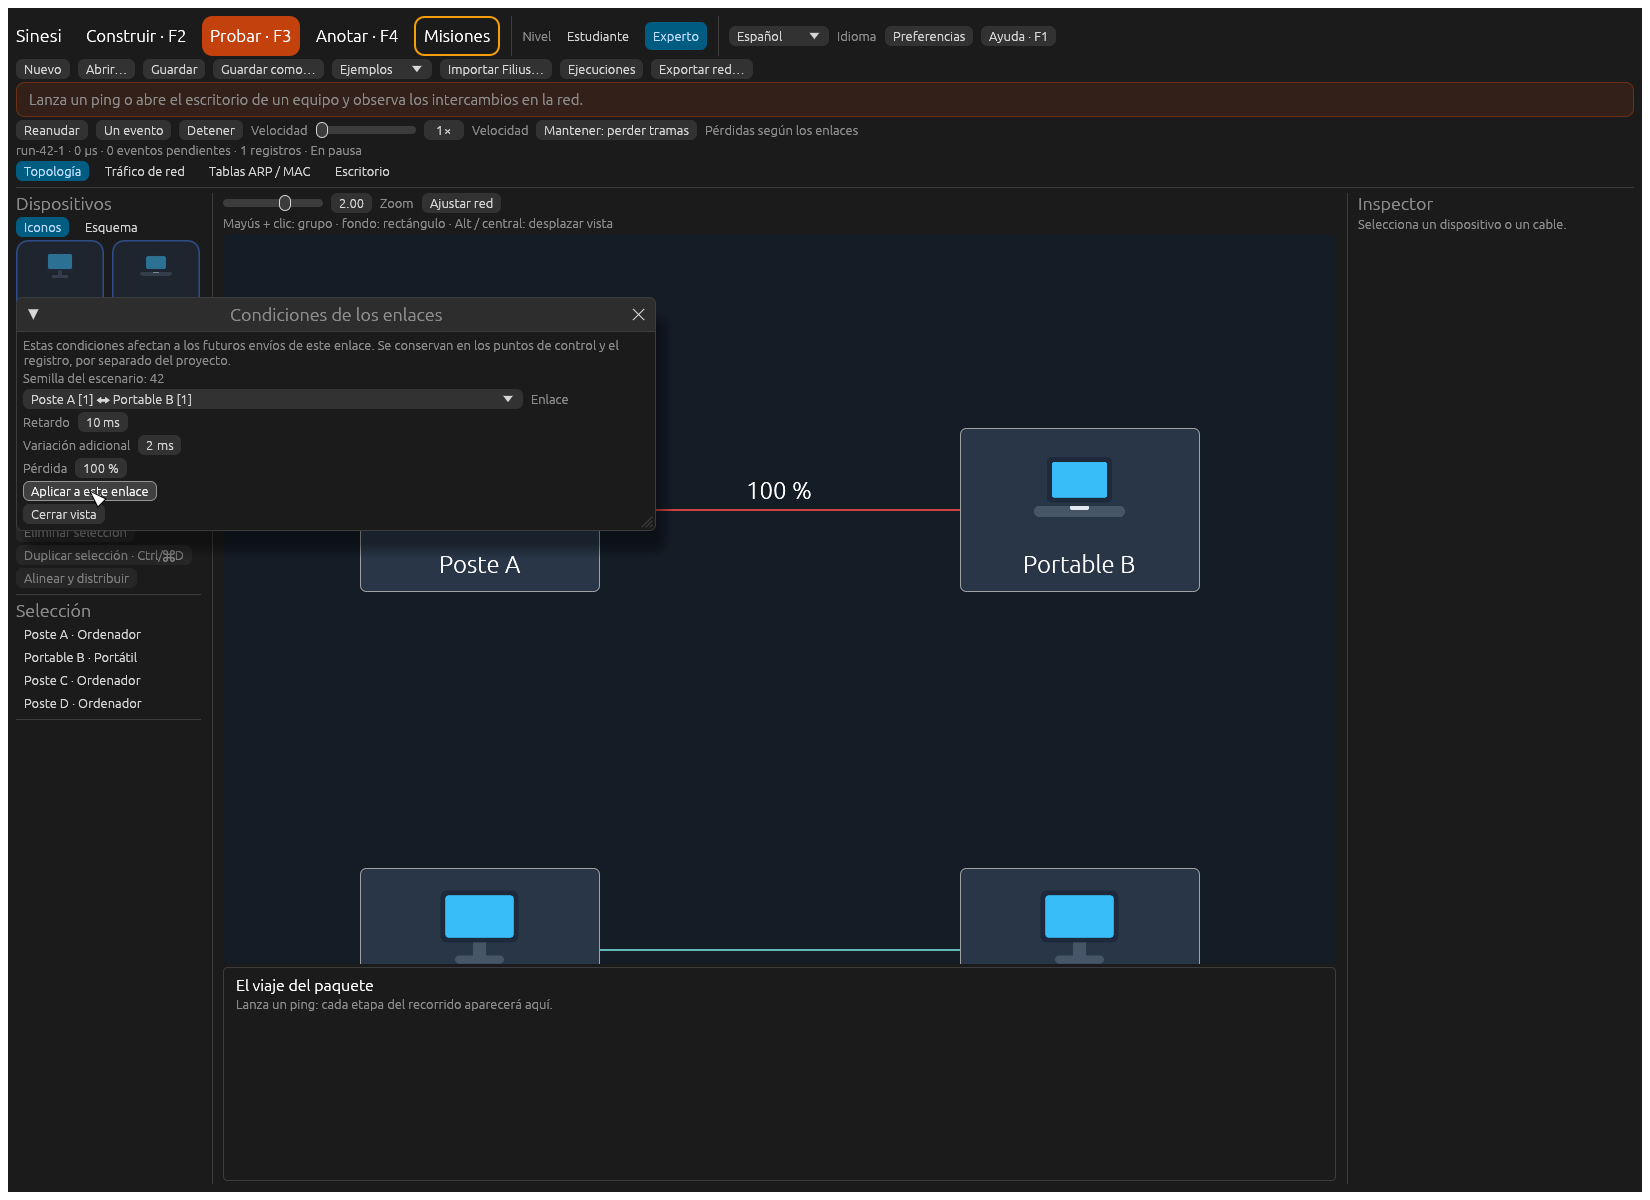 Sinesi Construir · F2 Probar · F3 Anotar · F4 Misiones Nivel Estudiante Experto Español Idioma Preferencias Ayuda · F1
Nuevo Abrir... Guardar Guardar como... Ejemplos Importar Filius... Ejecuciones Exportar red...
Lanza un ping o abre el escritorio de un equipo y observa los intercambios en la red.
Reanudar Un evento Detener Velocidad 1× Velocidad Mantener: perder tramas Pérdidas según los enlaces
run-42-1 · 0 µs · 0 eventos pendientes · 1 registros · En pausa
Topología Tráfico de red Tablas ARP / MAC Escritorio
Dispositivos
Iconos Esquema
2.00 Zoom Ajustar red
Mayús + clic: grupo · fondo: rectángulo · Alt / central: desplazar vista
Inspector
Selecciona un dispositivo o un cable.
Condiciones de los enlaces
Estas condiciones afectan a los futuros envíos de este enlace. Se conservan en los puntos de control y el
registro, por separado del proyecto.
Semilla del escenario: 42
Poste A [1] ⬌ Portable B [1] Enlace
Retardo 10 ms
Variación adicional 2 ms
Pérdida 100 %
Aplicar a este enlace
Cerrar vista
Eliminar selección
Duplicar selección · Ctrl/⌘D
Alinear y distribuir
Selección
Poste A · Ordenador
Portable B · Portátil
Poste C · Ordenador
Poste D · Ordenador
100 %
Poste A
Portable B
El viaje del paquete
Lanza un ping: cada etapa del recorrido aparecerá aquí.